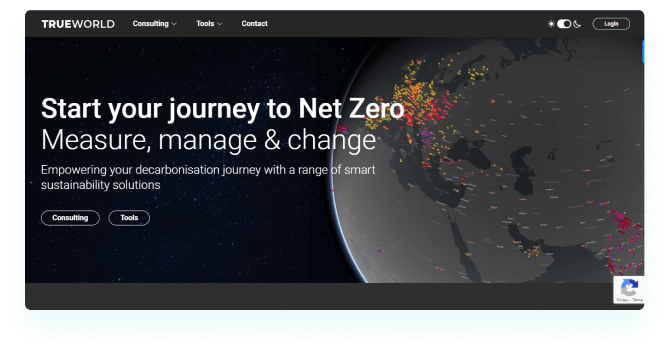 TRUEWORLD
Consulting
Tools
Contact
Login
Start your journey to Net Zero
Measure, manage & change
Empowering your decarbonisation journey with a range of smart
sustainability solutions
Consulting
Tools
Privacy - Terms